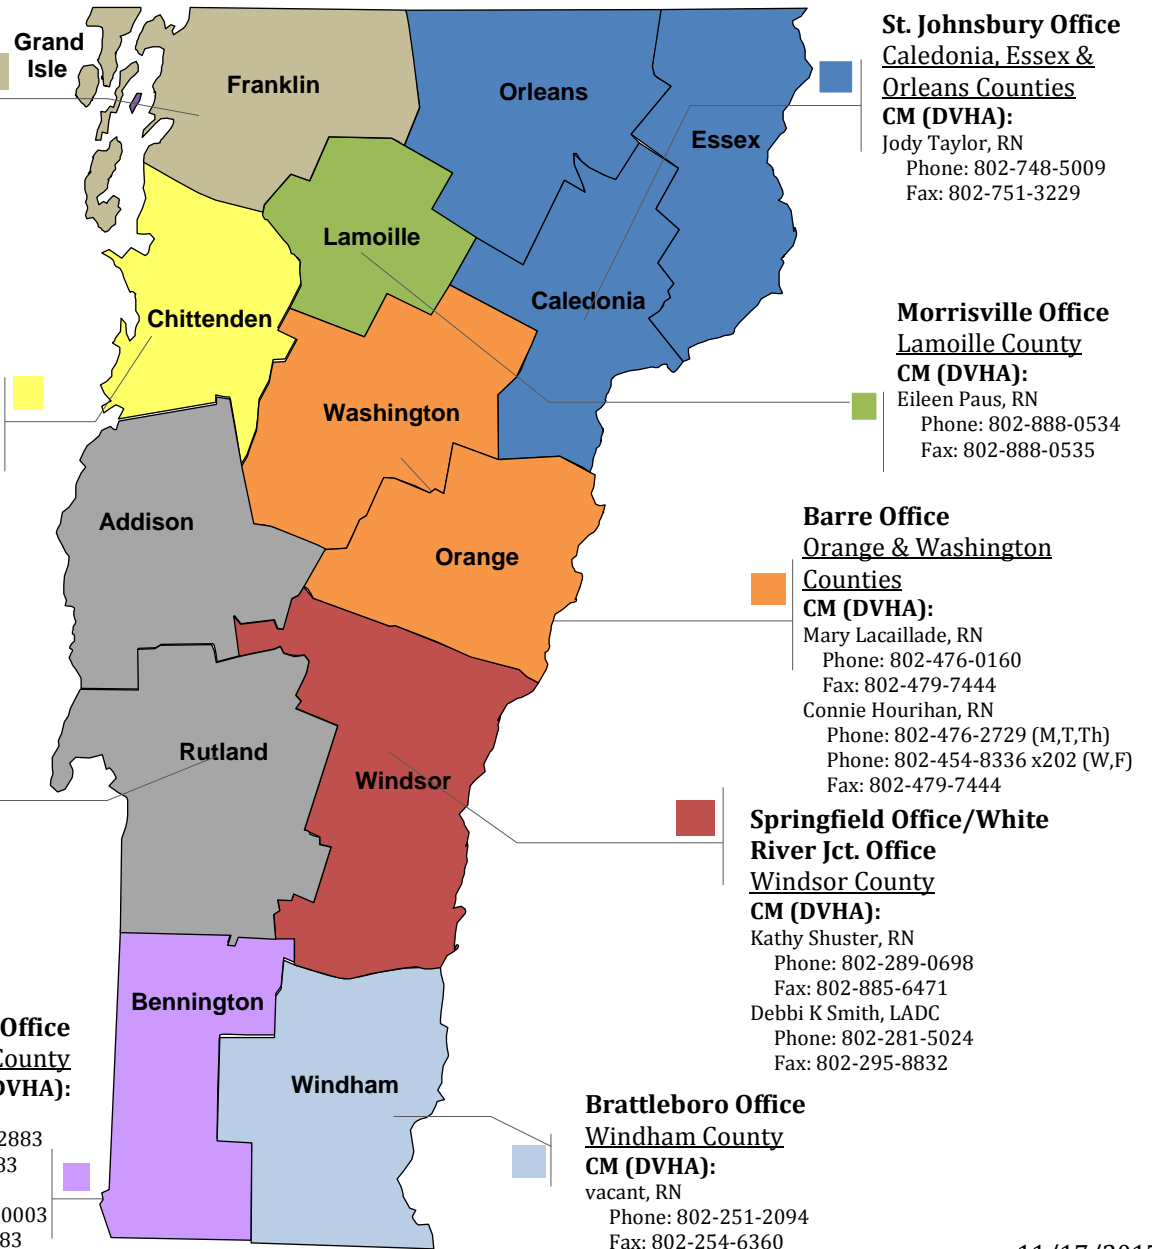 Grand
Isle
Franklin
Orleans
Essex
Lamoille
Chittenden
Caledonia
Washington
Addison
Orange
Rutland
Windsor
Bennington
Windham
St. Johnsbury Office
Caledonia, Essex &
Orleans Counties
CM (DVHA):
Jody Taylor, RN
Phone: 802-748-5009
Fax: 802-751-3229
Morrisville Office
Lamoille County
CM (DVHA):
Eileen Paus, RN
Phone: 802-888-0534
Fax: 802-888-0535
Barre Office
Orange & Washington
Counties
CM (DVHA):
Mary Lacaillade, RN
Phone: 802-476-0160
Fax: 802-479-7444
Connie Hourihan, RN
Phone: 802-476-2729 (M,T,Th)
Phone: 802-454-8336 x202 (W,F)
Fax: 802-479-7444
Springfield Office/White
River Jct. Office
Windsor County
CM (DVHA):
Kathy Shuster, RN
Phone: 802-289-0698
Fax: 802-885-6471
Debbi K Smith, LADC
Phone: 802-281-5024
Fax: 802-295-8832
Office
County
DVHA):
2883
33
0003
83
Brattleboro Office
Windham County
CM (DVHA):
vacant, RN
Phone: 802-251-2094
Fax: 802-254-6360